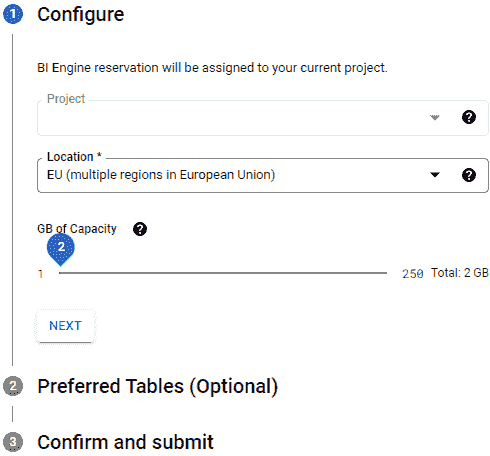 1 Configure
BI Engine reservation will be assigned to your current project.
Project
?
Location *
EU (multiple regions in European Union)
?
GB of Capacity ?
2
1 250 Total: 2 GB
NEXT
2 Preferred Tables (Optional)
3 Confirm and submit